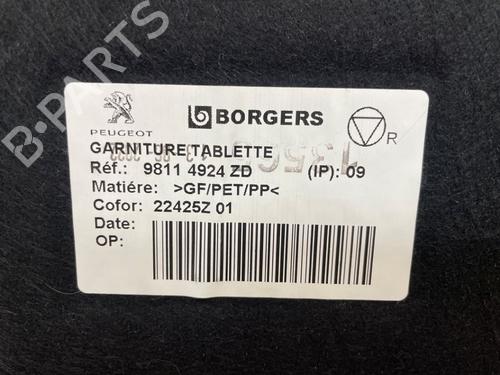 B-PARTS
PEUGEOT
BORGERS
R
GARNITURE TABLETTE
Réf.: 9811 4924 ZD (IP): 09
Matiére: >GF/PET/PP<
Cofor: 22425Z 01
Date:
OP: